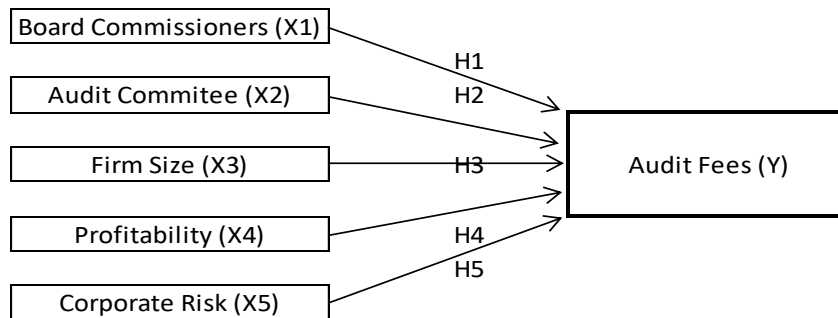 Board Commissioners (X1)
H1
Audit Commitee (X2)
H2
Firm Size (X3)
H3
Audit Fees (Y)
Profitability (X4)
H4
H5
Corporate Risk (X5)